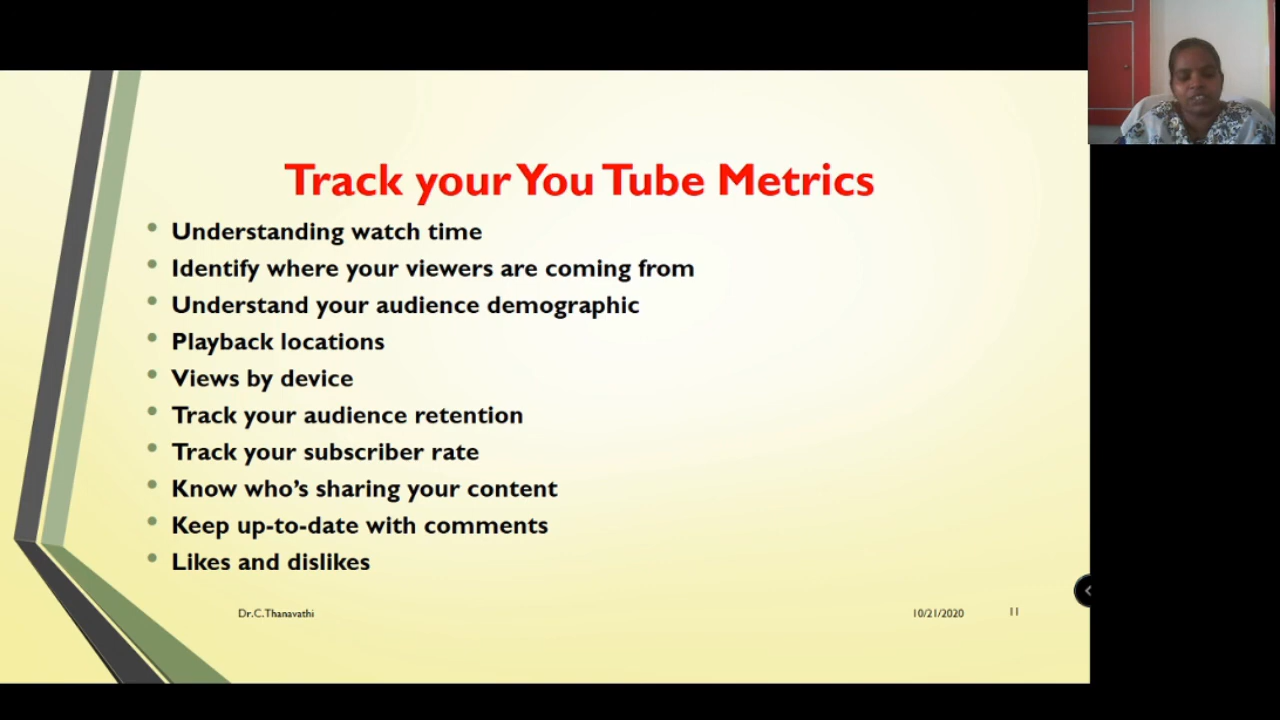 Track your You Tube Metrics
• Understanding watch time
• Identify where your viewers are coming from
• Understand your audience demographic
• Playback locations
• Views by device
• Track your audience retention
• Track your subscriber rate
• Know who’s sharing your content
• Keep up-to-date with comments
• Likes and dislikes
Dr.C.Thanavathi 10/21/2020 11